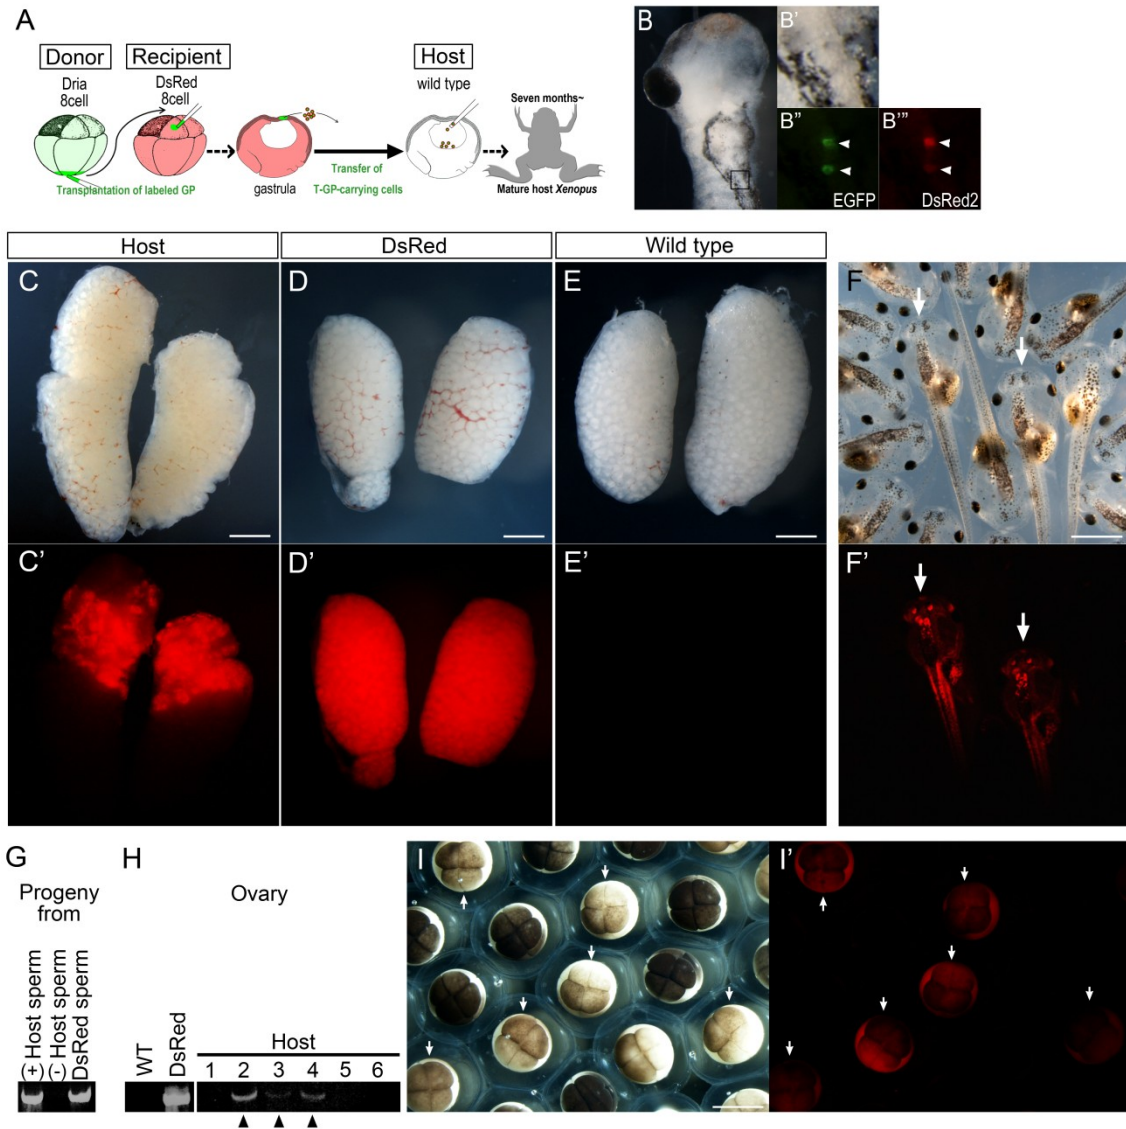 A
Donor
Dria
8cell
Recipient
DsRed
8cell
Host
wild type
Seven months~
Transplantation of labeled GP
gastrula
Transfer of
T-GP-carrying cells
Mature host Xenopus
B
B'
B"
EGFP
B'"
DsRed2
Host
DsRed
Wild type
C
D
E
F
C'
D'
E'
F'
G
Progeny
from
(+) Host sperm
(-) Host sperm
DsRed sperm
H
Ovary
WT
DsRed
Host
1 2 3 4 5 6
I
I'